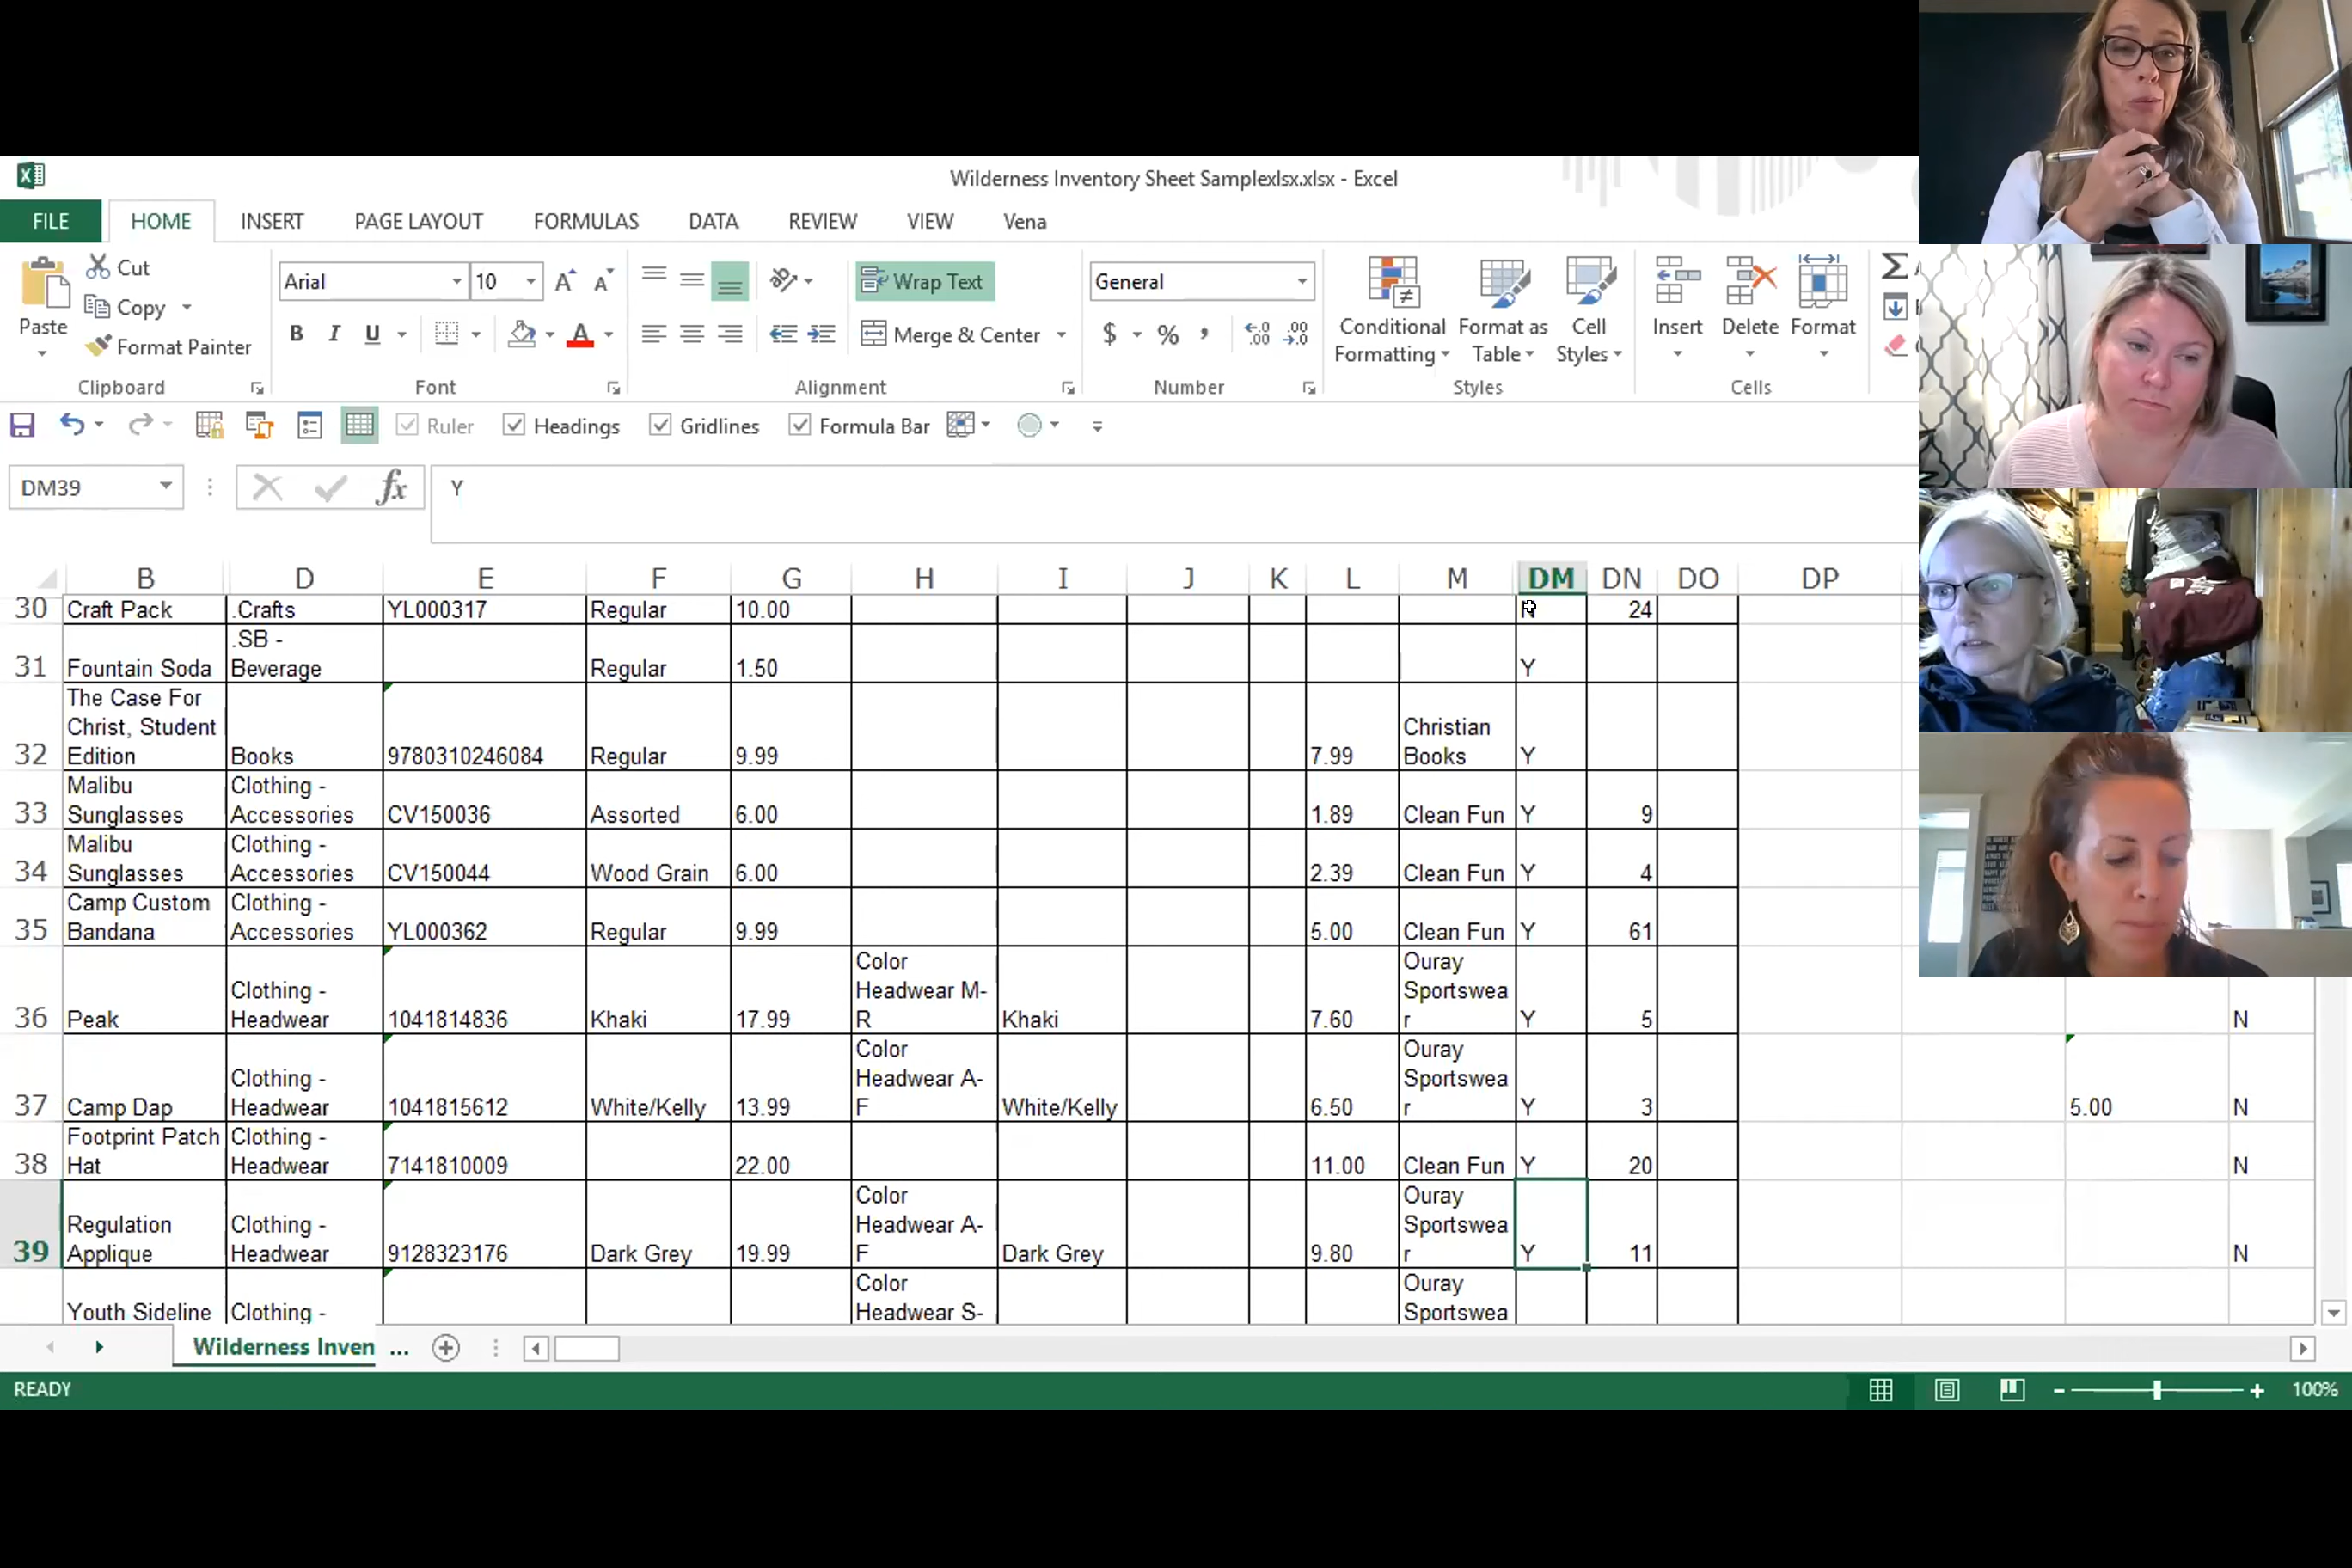 Wilderness Inventory Sheet Samplexlsx.xlsx - Excel
FILE HOME INSERT PAGE LAYOUT FORMULAS DATA REVIEW VIEW Vena
Paste
Cut
Copy
Format Painter
Clipboard
Arial 10
B I U
Font
Wrap Text
Merge & Center
Alignment
General
$ % ,
Number
Conditional Formatting
Format as Table
Cell Styles
Styles
Insert Delete Format
Cells
Ruler Headings Gridlines Formula Bar
DM39 fx Y
B D E F G H I J K L M DM DN DO DP
30 Craft Pack .Crafts YL000317 Regular 10.00 24
31 Fountain Soda .SB - Beverage Regular 1.50 Y
32 The Case For Christ, Student Edition Books 9780310246084 Regular 9.99 7.99 Christian Books Y
33 Malibu Sunglasses Clothing - Accessories CV150036 Assorted 6.00 1.89 Clean Fun Y 9
34 Malibu Sunglasses Clothing - Accessories CV150044 Wood Grain 6.00 2.39 Clean Fun Y 4
35 Camp Custom Bandana Clothing - Accessories YL000362 Regular 9.99 5.00 Clean Fun Y 61
36 Peak Clothing - Headwear 1041814836 Khaki 17.99 Color Headwear M-R Khaki 7.60 Ouray Sportswear Y 5 N
37 Camp Dap Clothing - Headwear 1041815612 White/Kelly 13.99 Color Headwear A-F White/Kelly 6.50 Ouray Sportswear Y 3 5.00 N
38 Footprint Patch Hat Clothing - Headwear 7141810009 22.00 11.00 Clean Fun Y 20 N
39 Regulation Applique Clothing - Headwear 9128323176 Dark Grey 19.99 Color Headwear A-F Dark Grey 9.80 Ouray Sportswear Y 11 N
Youth Sideline Clothing - Color Headwear S- Ouray Sportswea
Wilderness Inven ...
READY 100%